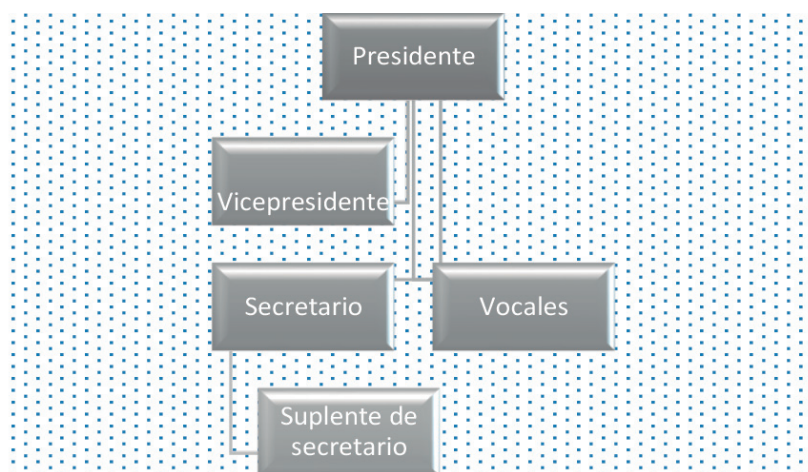 Presidente
Vicepresidente
Secretario
Vocales
Suplente de
secretario